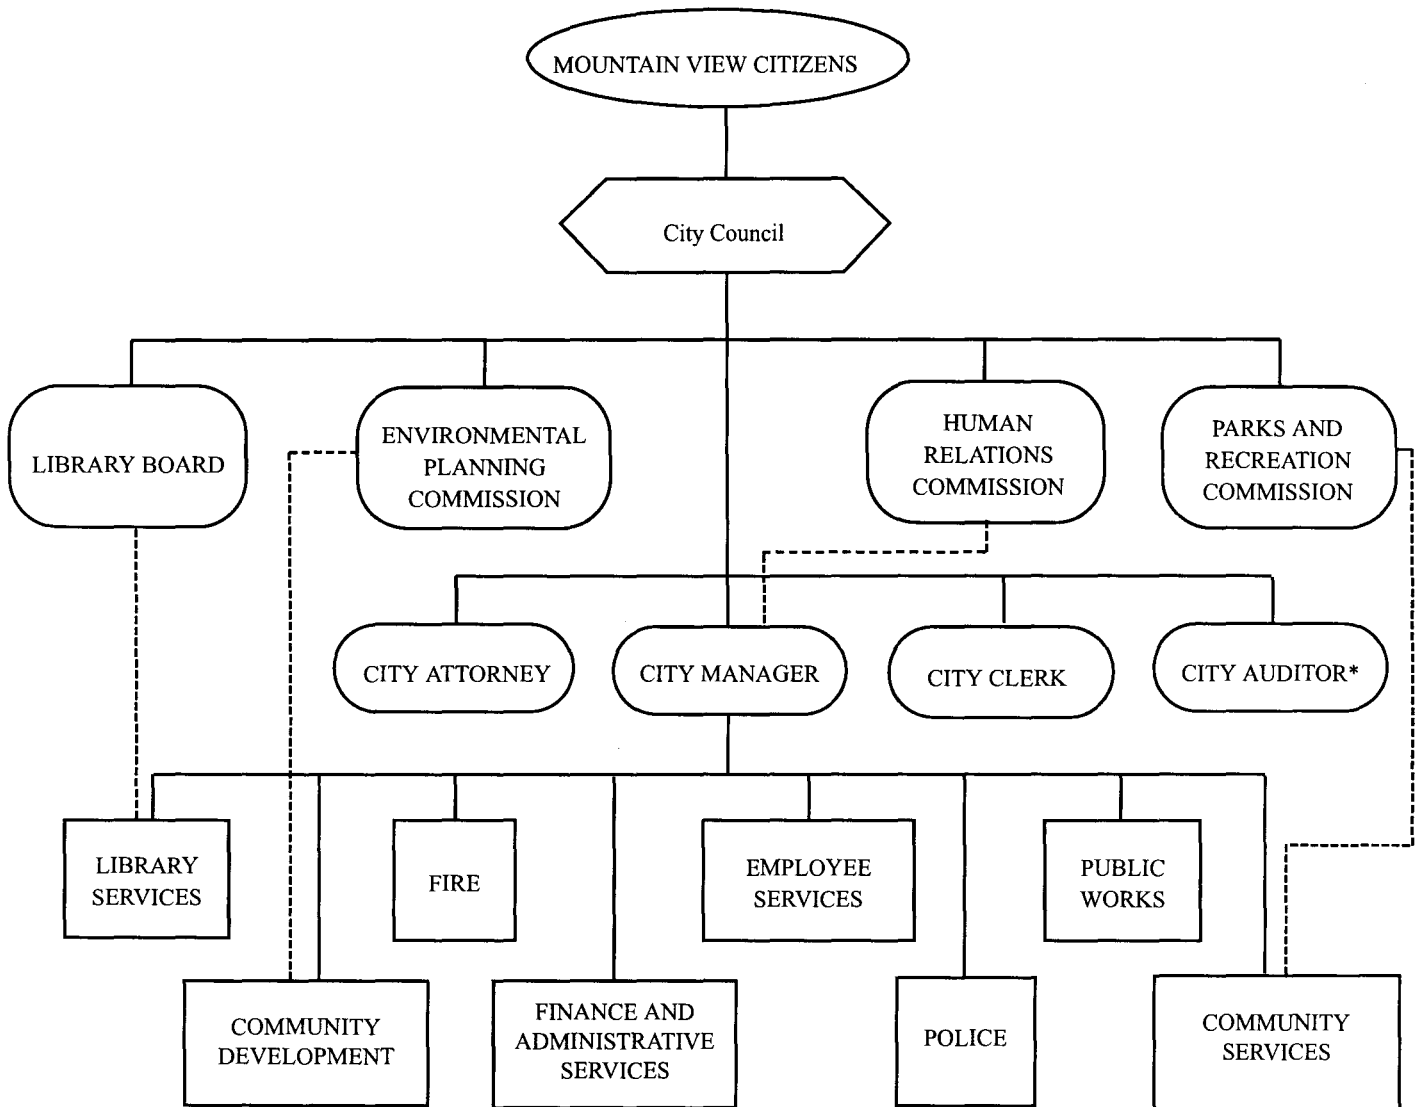 MOUNTAIN VIEW CITIZENS
City Council
LIBRARY BOARD
ENVIRONMENTAL
PLANNING
COMMISSION
HUMAN
RELATIONS
COMMISSION
PARKS AND
RECREATION
COMMISSION
CITY ATTORNEY
CITY MANAGER
CITY CLERK
CITY AUDITOR*
LIBRARY
SERVICES
FIRE
EMPLOYEE
SERVICES
PUBLIC
WORKS
COMMUNITY
DEVELOPMENT
FINANCE AND
ADMINISTRATIVE
SERVICES
POLICE
COMMUNITY
SERVICES